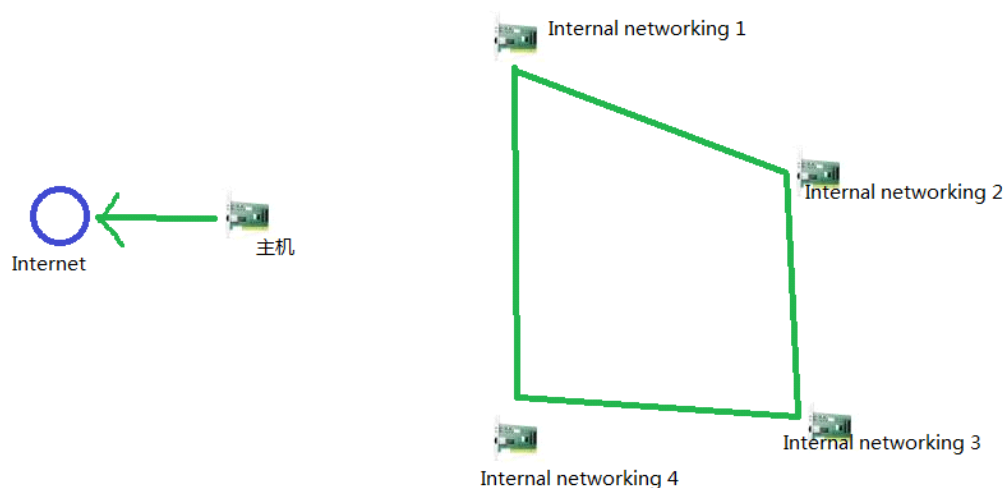 Internal networking 1
Internal networking 2
主机
Internet
Internal networking 3
Internal networking 4